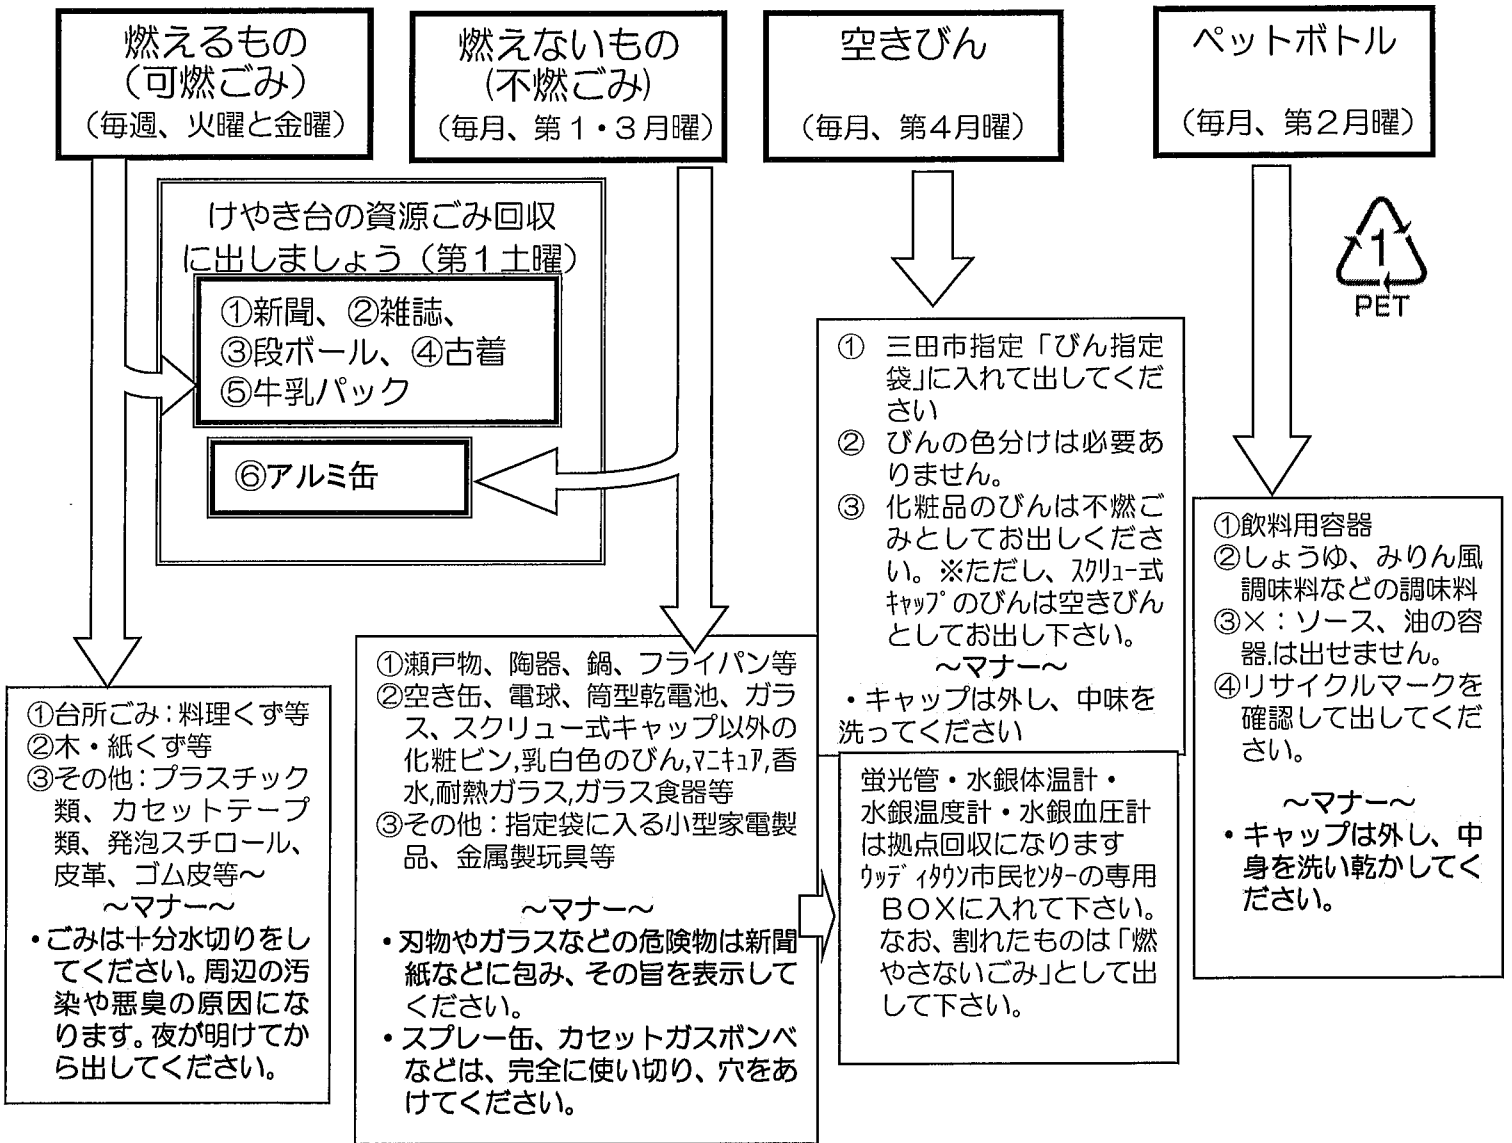 燃えるもの
(可燃ごみ)
(毎週、火曜と金曜)
燃えないもの
(不燃ごみ)
(毎月、第1・3月曜)
空きびん
(毎月、第4月曜)
ペットボトル
(毎月、第2月曜)
けやき台の資源ごみ回収
に出しましょう(第1土曜)
①新聞、②雑誌、
③段ボール、④古着
⑤牛乳パック
⑥アルミ缶
1
PET
①台所ごみ:料理くず等
②木・紙くず等
③その他:プラスチック
類、カセットテープ
類、発泡スチロール、
皮革、ゴム皮等~
~マナー~
・ごみは十分水切りをし
てください。周辺の汚
染や悪臭の原因にな
ります。夜が明けてか
ら出してください。
①瀬戸物、陶器、鍋、フライパン等
②空き缶、電球、筒型乾電池、ガラ
ス、スクリュー式キャップ以外の
化粧ビン,乳白色のびん,マニキュア,香
水,耐熱ガラス,ガラス食器等
③その他:指定袋に入る小型家電製
品、金属製玩具等
~マナー~
・刃物やガラスなどの危険物は新聞
紙などに包み、その旨を表示して
ください。
・スプレー缶、カセットガスボンベ
などは、完全に使い切り、穴をあ
けてください。
① 三田市指定「びん指定
袋」に入れて出してくだ
さい
② びんの色分けは必要あ
りません。
③ 化粧品のびんは不燃ご
みとしてお出しくださ
い。※ただし、スクリュー式
キャップのびんは空きびん
としてお出し下さい。
~マナー~
・キャップは外し、中味を
洗ってください
蛍光管・水銀体温計・
水銀温度計・水銀血圧計
は拠点回収になります
ウッディタウン市民センターの専用
BOXに入れて下さい。
なお、割れたものは「燃
やさないごみ」として出
して下さい。
①飲料用容器
②しょうゆ、みりん風
調味料などの調味料
③×:ソース、油の容
器.は出せません。
④リサイクルマークを
確認して出してくだ
さい。
~マナー~
・キャップは外し、中
身を洗い乾かしてく
ださい。